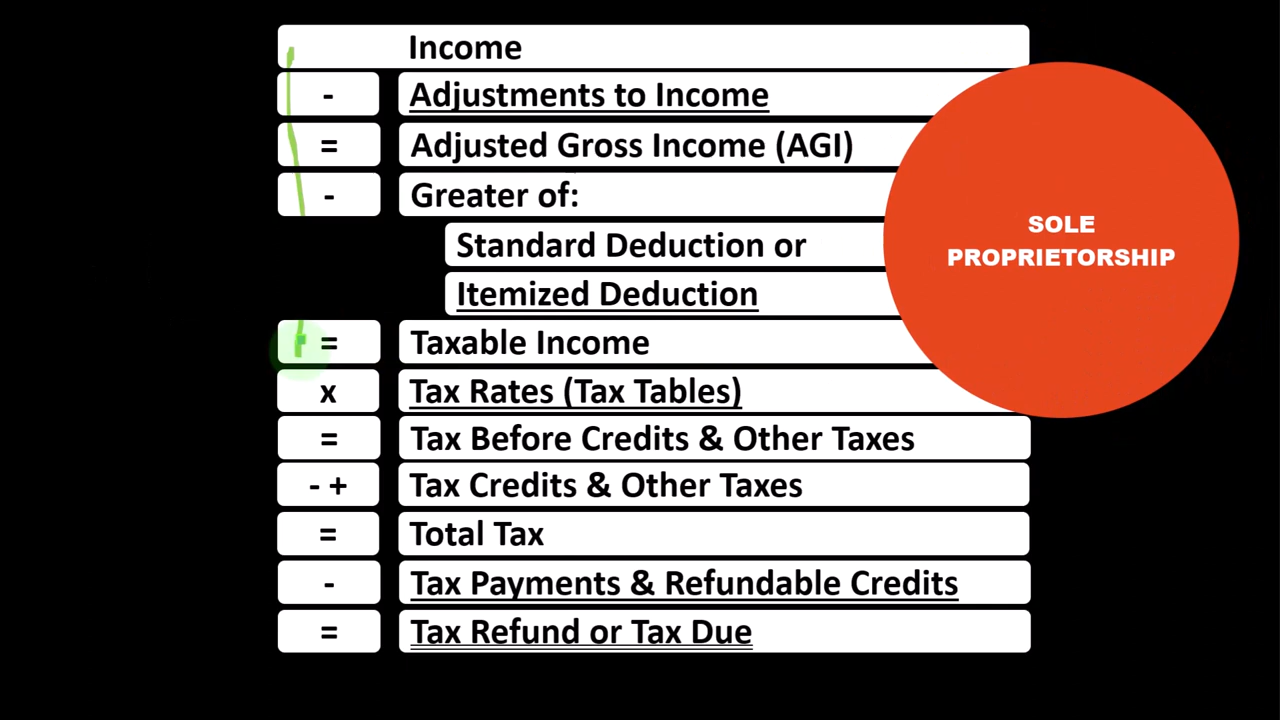 Income
- Adjustments to Income
= Adjusted Gross Income (AGI)
- Greater of:
Standard Deduction or
Itemized Deduction
= Taxable Income
x Tax Rates (Tax Tables)
= Tax Before Credits & Other Taxes
- + Tax Credits & Other Taxes
= Total Tax
- Tax Payments & Refundable Credits
= Tax Refund or Tax Due
SOLE
PROPRIETORSHIP